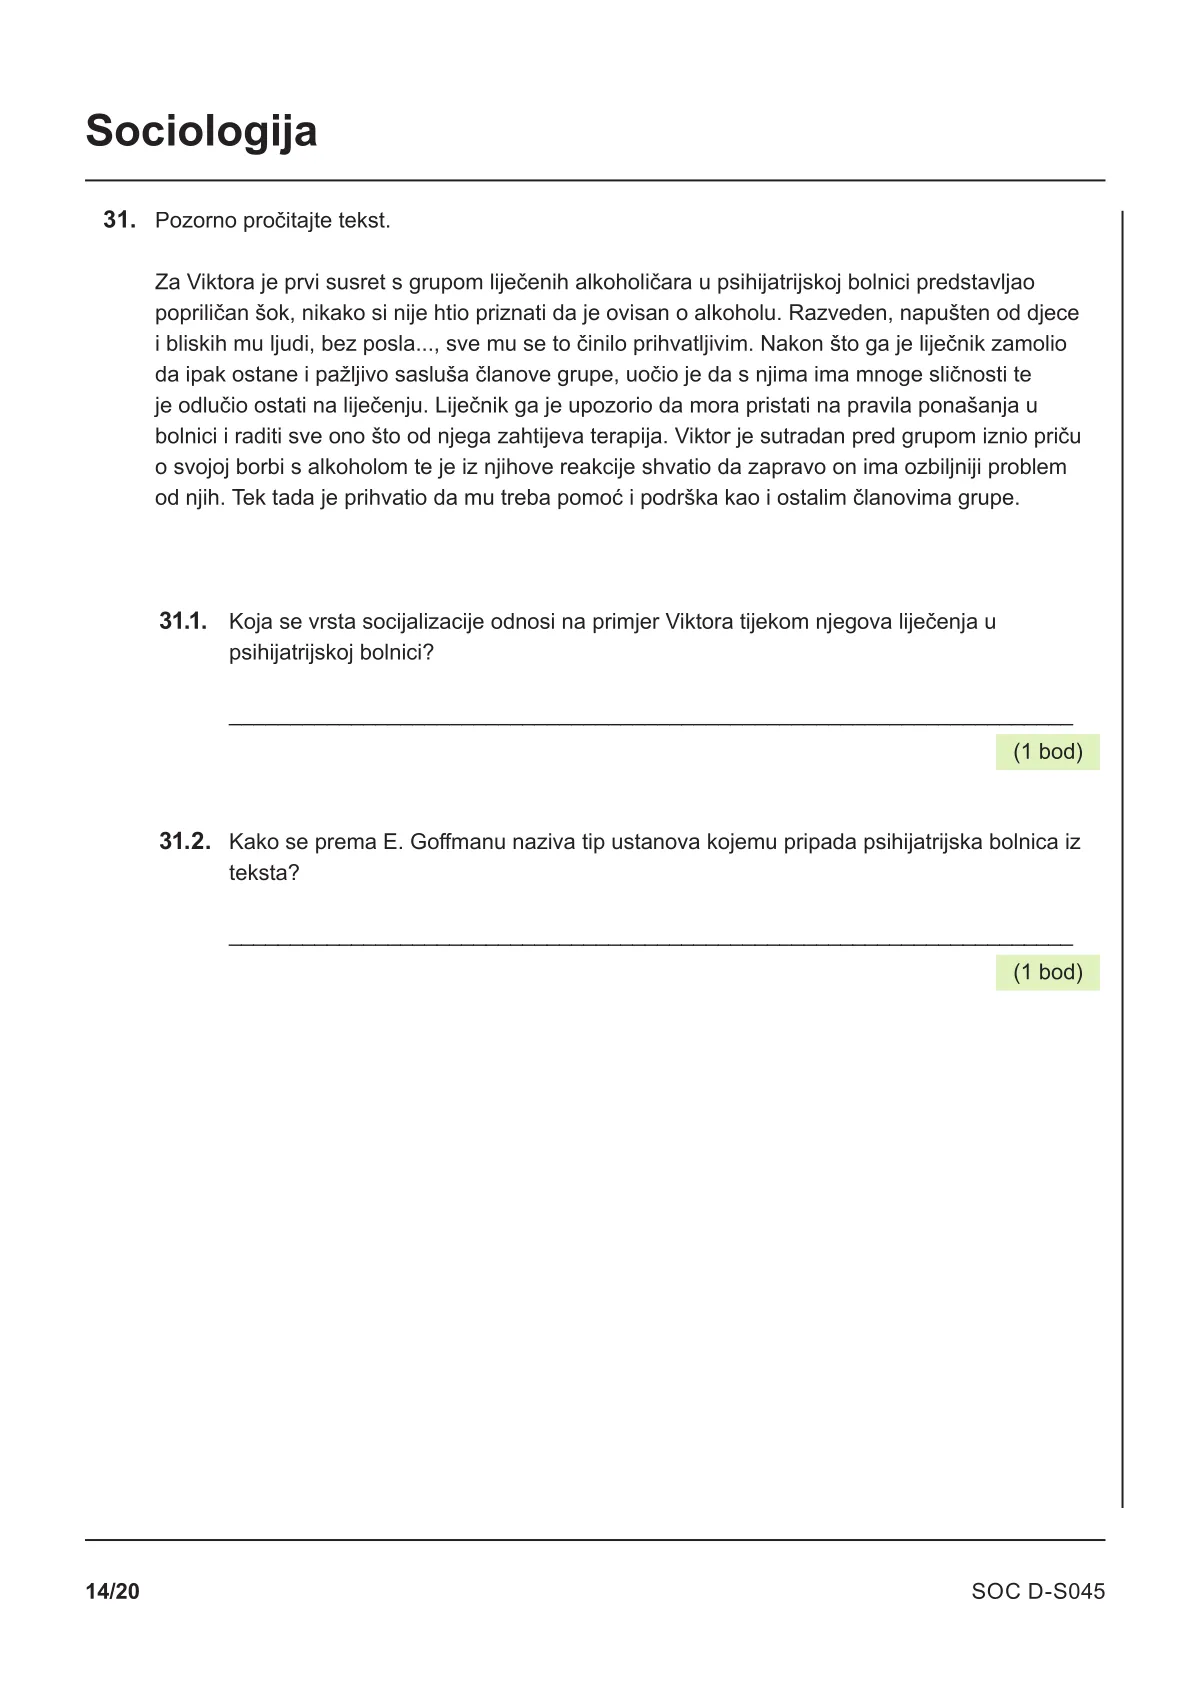 Sociologija
31. Pozorno pročitajte tekst.
Za Viktora je prvi susret s grupom liječenih alkoholičara u psihijatrijskoj bolnici predstavljao
popriličan šok, nikako si nije htio priznati da je ovisan o alkoholu. Razveden, napušten od djece
i bliskih mu ljudi, bez posla..., sve mu se to činilo prihvatljivim. Nakon što ga je liječnik zamolio
da ipak ostane i pažljivo sasluša članove grupe, uočio je da s njima ima mnoge sličnosti te
je odlučio ostati na liječenju. Liječnik ga je upozorio da mora pristati na pravila ponašanja u
bolnici i raditi sve ono što od njega zahtijeva terapija. Viktor je sutradan pred grupom iznio priču
o svojoj borbi s alkoholom te je iz njihove reakcije shvatio da zapravo on ima ozbiljniji problem
od njih. Tek tada je prihvatio da mu treba pomoć i podrška kao i ostalim članovima grupe.
31.1. Koja se vrsta socijalizacije odnosi na primjer Viktora tijekom njegova liječenja u
psihijatrijskoj bolnici?
(1 bod)
31.2. Kako se prema E. Goffmanu naziva tip ustanova kojemu pripada psihijatrijska bolnica iz
teksta?
(1 bod)
14/20
SOC D-S045